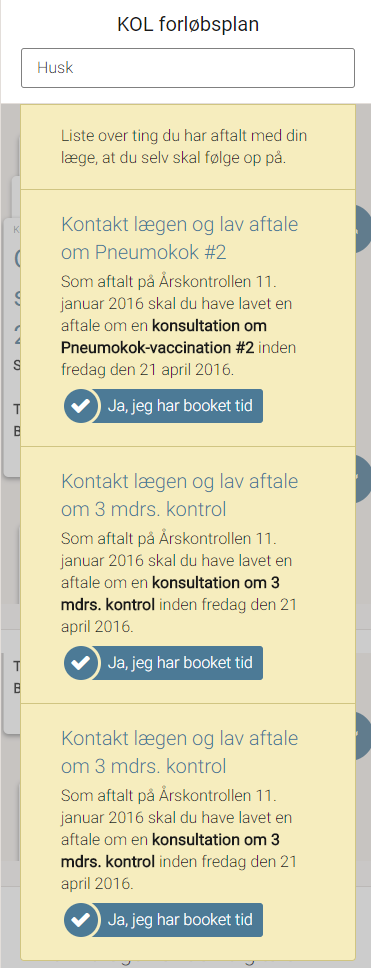 KOL forløbsplan
Husk
Liste over ting du har aftalt med din
læge, at du selv skal følge op på.
Kontakt lægen og lav aftale
om Pneumokok #2
Som aftalt på Årskontrollen 11.
januar 2016 skal du have lavet en
aftale om en konsultation om
Pneumokok-vaccination #2 inden
fredag den 21 april 2016.
Ja, jeg har booket tid
Kontakt lægen og lav aftale
om 3 mdrs. kontrol
Som aftalt på Årskontrollen 11.
januar 2016 skal du have lavet en
aftale om en konsultation om 3
mdrs. kontrol inden fredag den 21
april 2016.
Ja, jeg har booket tid
Kontakt lægen og lav aftale
om 3 mdrs. kontrol
Som aftalt på Årskontrollen 11.
januar 2016 skal du have lavet en
aftale om en konsultation om 3
mdrs. kontrol inden fredag den 21
april 2016.
Ja, jeg har booket tid